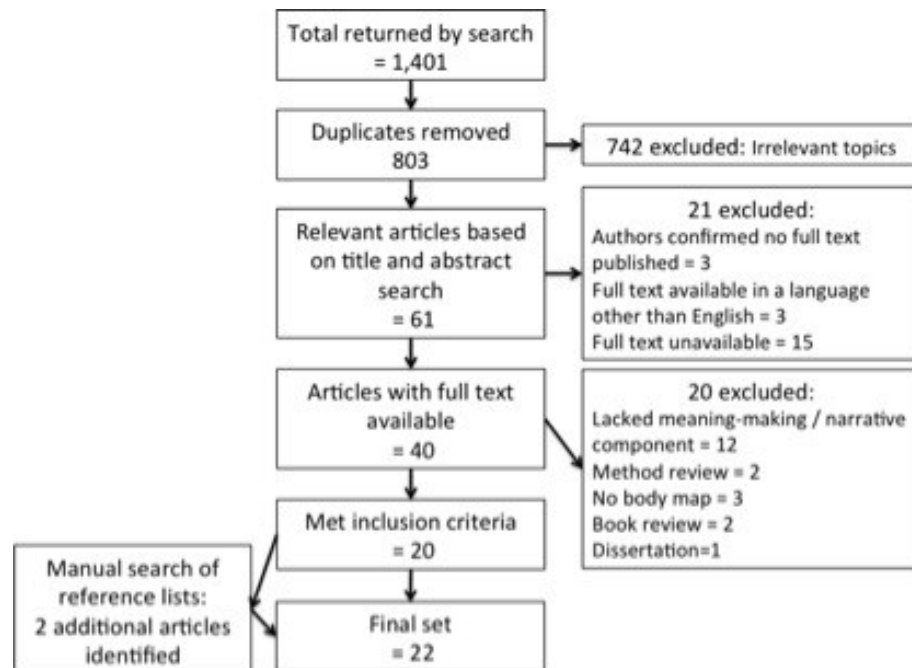 Total returned by search
= 1,401
Duplicates removed
803
742 excluded: Irrelevant topics
Relevant articles based
on title and abstract
search
= 61
21 excluded:
Authors confirmed no full text
published = 3
Full text available in a language
other than English = 3
Full text unavailable = 15
Articles with full text
available
= 40
20 excluded:
Lacked meaning-making / narrative
component = 12
Method review = 2
No body map = 3
Book review = 2
Dissertation=1
Met inclusion criteria
= 20
Manual search of
reference lists:
2 additional articles
identified
Final set
= 22